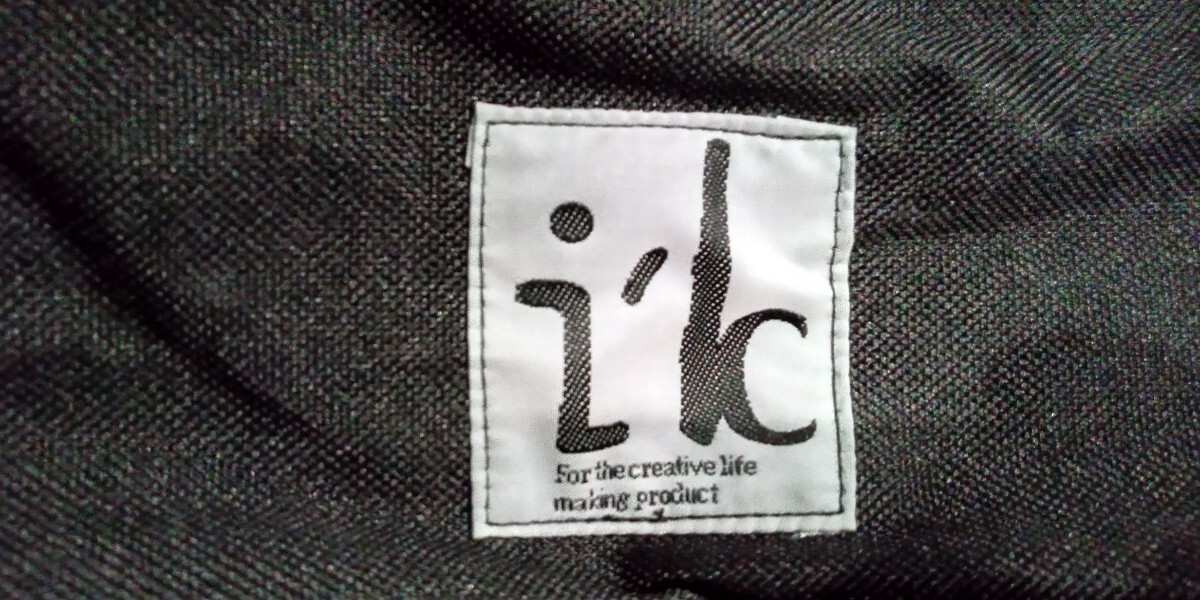 i'k
For the creative life
making product